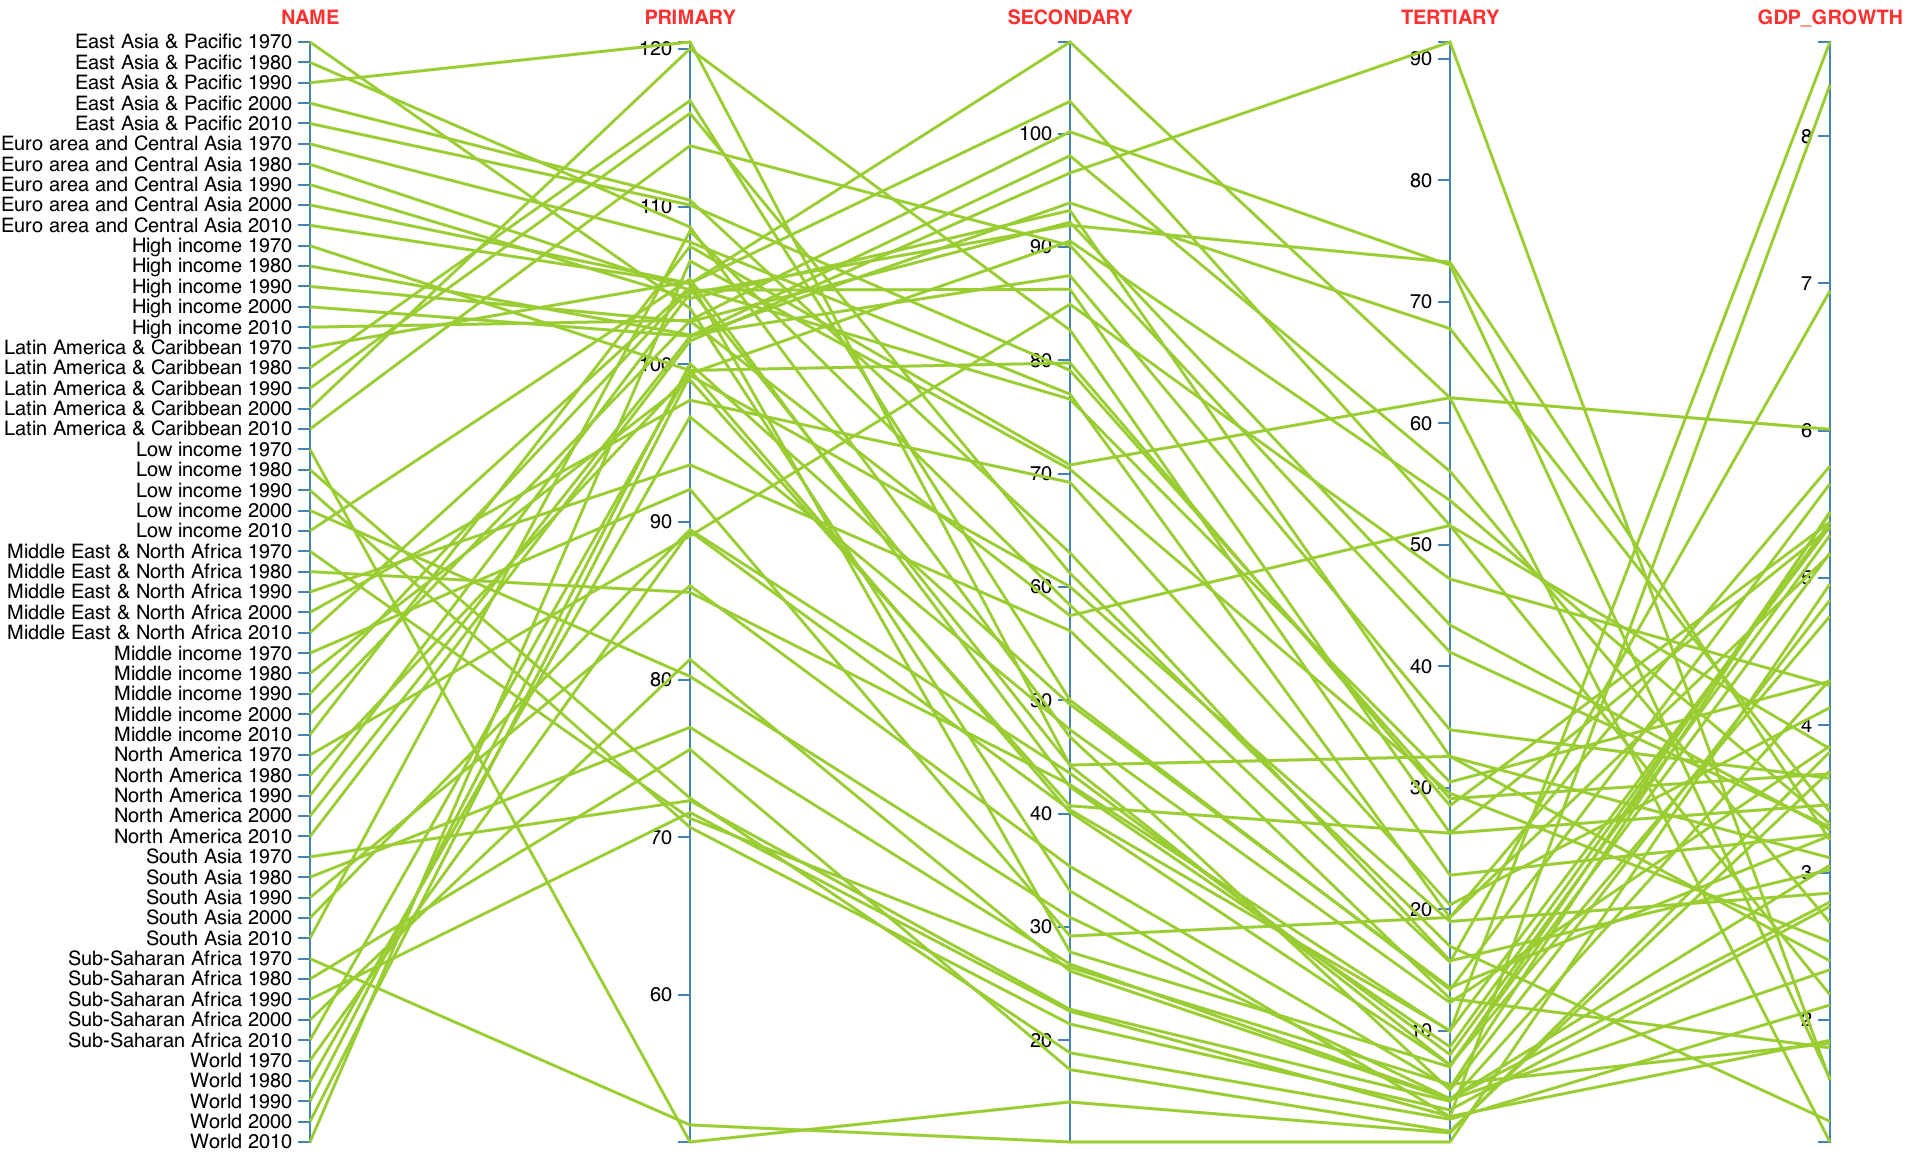 NAME PRIMARY SECONDARY TERTIARY GDP_GROWTH
East Asia & Pacific 1970
East Asia & Pacific 1980
East Asia & Pacific 1990
East Asia & Pacific 2000
East Asia & Pacific 2010
Euro area and Central Asia 1970
Euro area and Central Asia 1980
Euro area and Central Asia 1990
Euro area and Central Asia 2000
Euro area and Central Asia 2010
High income 1970
High income 1980
High income 1990
High income 2000
High income 2010
Latin America & Caribbean 1970
Latin America & Caribbean 1980
Latin America & Caribbean 1990
Latin America & Caribbean 2000
Latin America & Caribbean 2010
Low income 1970
Low income 1980
Low income 1990
Low income 2000
Low income 2010
Middle East & North Africa 1970
Middle East & North Africa 1980
Middle East & North Africa 1990
Middle East & North Africa 2000
Middle East & North Africa 2010
Middle income 1970
Middle income 1980
Middle income 1990
Middle income 2000
Middle income 2010
North America 1970
North America 1980
North America 1990
North America 2000
North America 2010
South Asia 1970
South Asia 1980
South Asia 1990
South Asia 2000
South Asia 2010
Sub-Saharan Africa 1970
Sub-Saharan Africa 1980
Sub-Saharan Africa 1990
Sub-Saharan Africa 2000
Sub-Saharan Africa 2010
World 1970
World 1980
World 1990
World 2000
World 2010
120
110
100
90
80
70
60
100
90
80
70
60
50
40
30
20
90
80
70
60
50
40
30
20
10
8
7
6
5
4
3
2